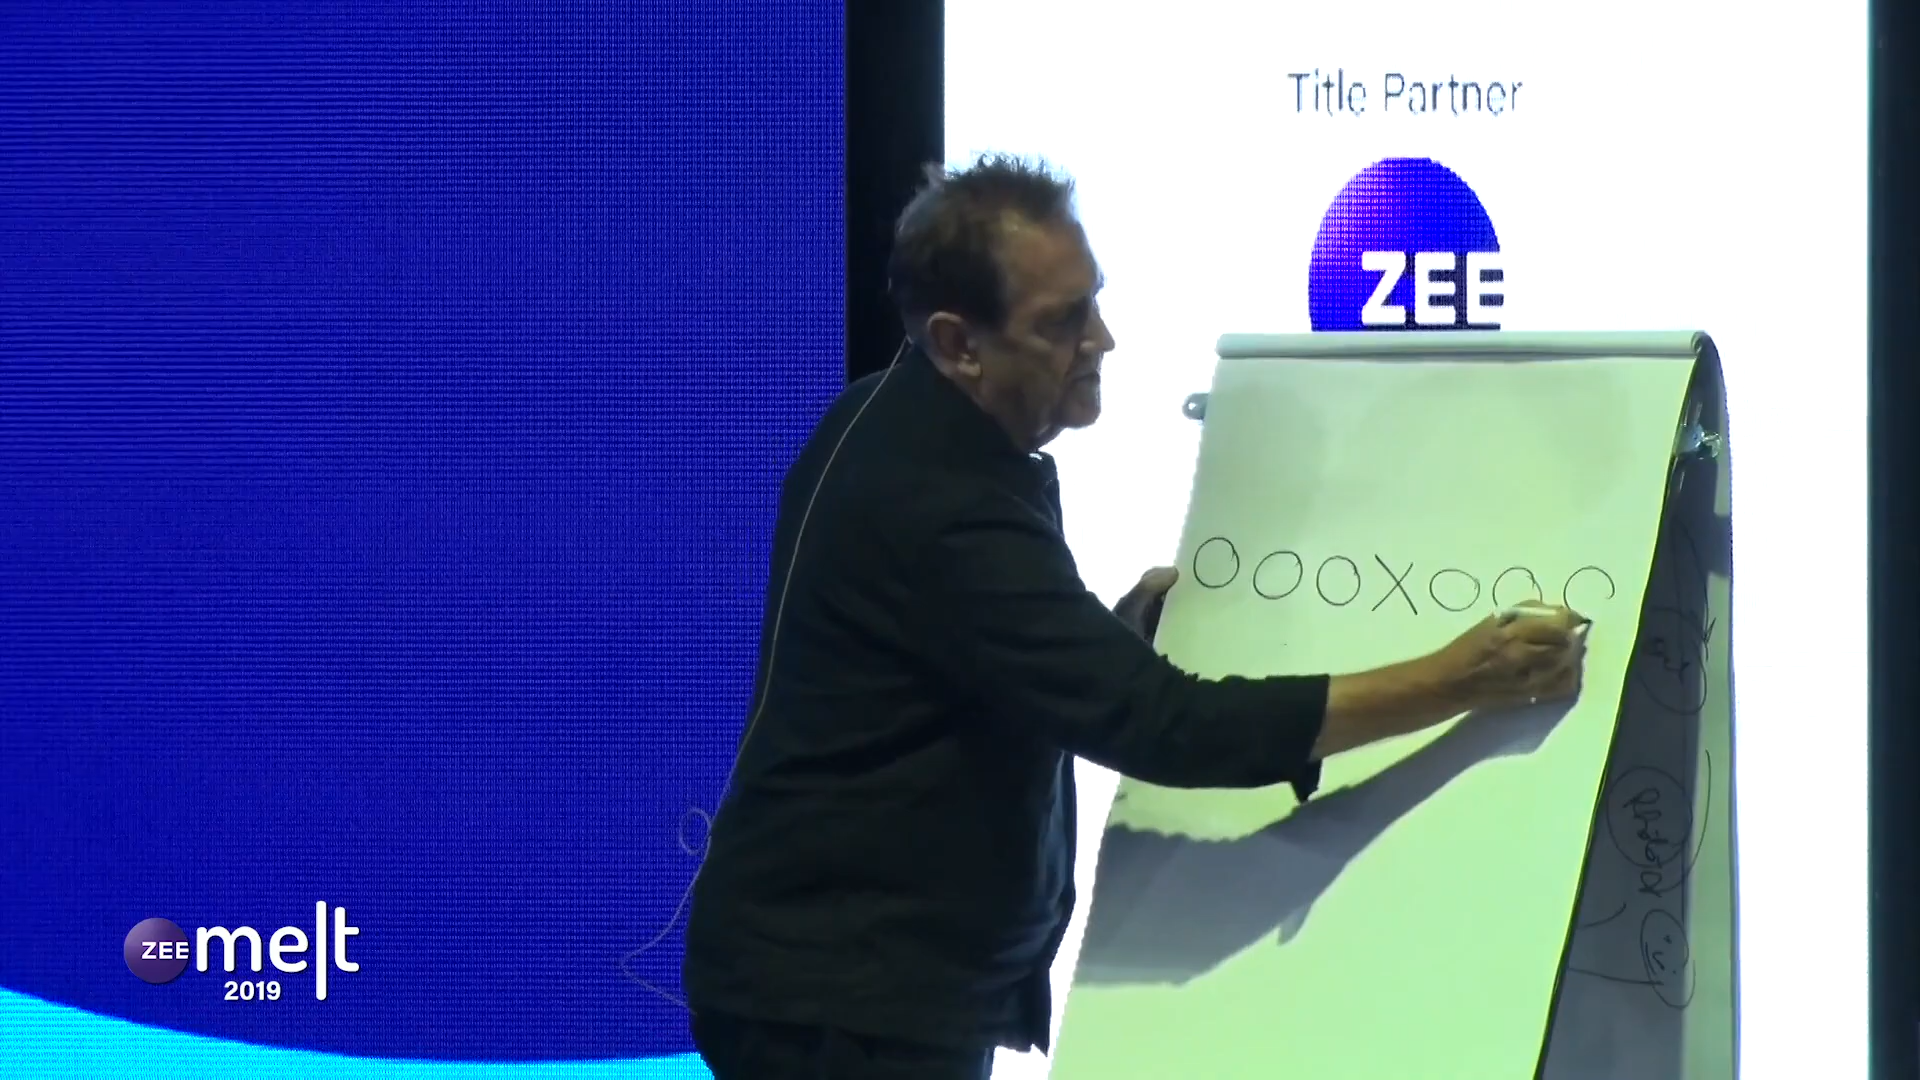 Title Partner
ZEE
OOOXOOO
ZEE melt
2019